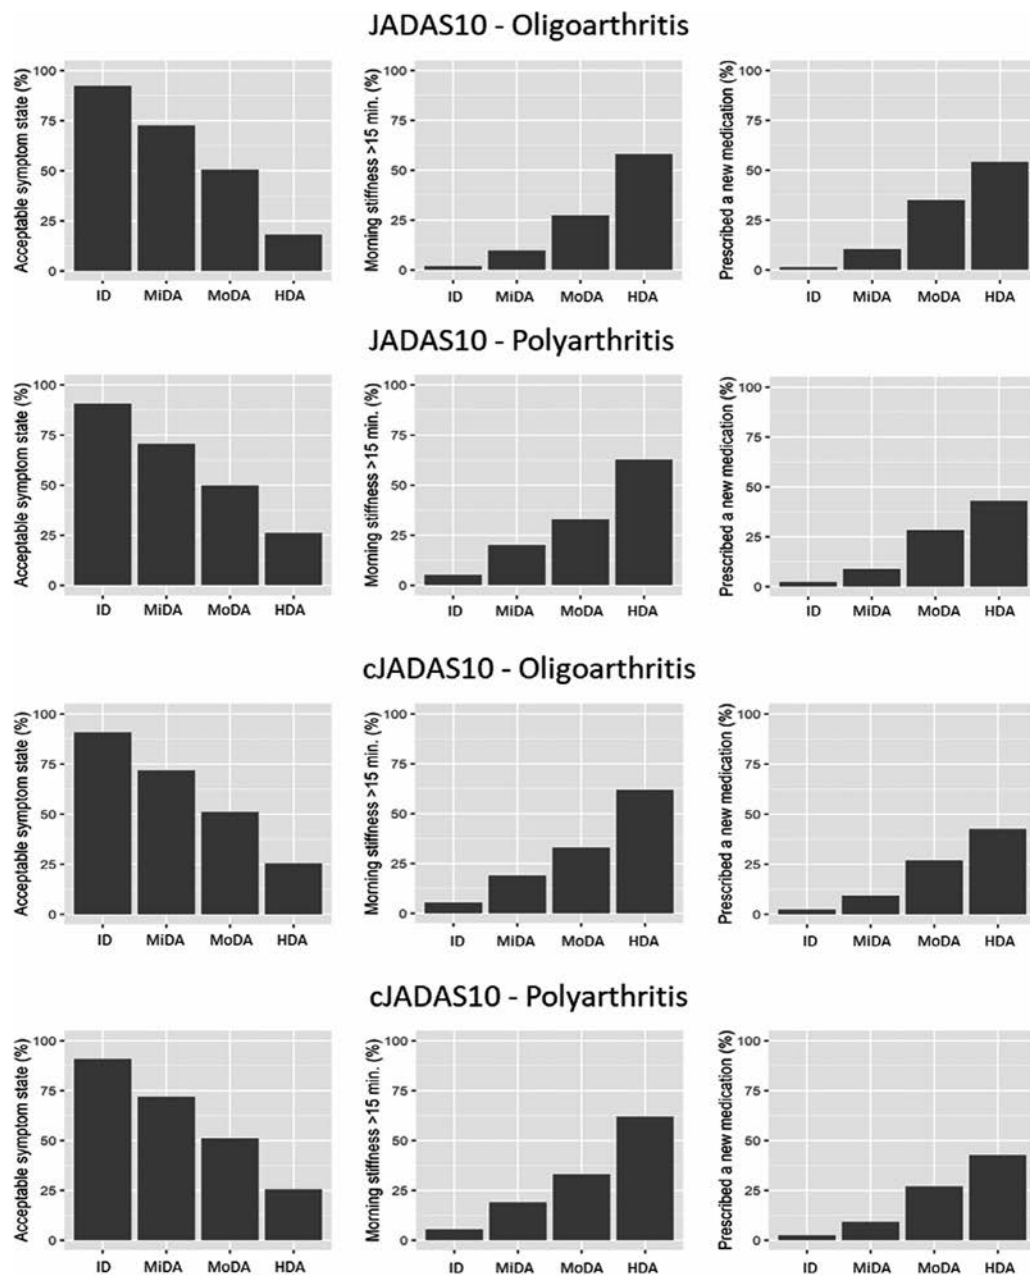 JADAS10 - Oligoarthritis
Acceptable symptom state (%)
100
75
50
25
0
ID MiDA MoDA HDA
Morning stiffness >15 min. (%)
100
75
50
25
0
ID MiDA MoDA HDA
Prescribed a new medication (%)
100
75
50
25
0
ID MiDA MoDA HDA
JADAS10 - Polyarthritis
Acceptable symptom state (%)
100
75
50
25
0
ID MiDA MoDA HDA
Morning stiffness >15 min. (%)
100
75
50
25
0
ID MiDA MoDA HDA
Prescribed a new medication (%)
100
75
50
25
0
ID MiDA MoDA HDA
cJADAS10 - Oligoarthritis
Acceptable symptom state (%)
100
75
50
25
0
ID MiDA MoDA HDA
Morning stiffness >15 min. (%)
100
75
50
25
0
ID MiDA MoDA HDA
Prescribed a new medication (%)
100
75
50
25
0
ID MiDA MoDA HDA
cJADAS10 - Polyarthritis
Acceptable symptom state (%)
100
75
50
25
0
ID MiDA MoDA HDA
Morning stiffness >15 min. (%)
100
75
50
25
0
ID MiDA MoDA HDA
Prescribed a new medication (%)
100
75
50
25
0
ID MiDA MoDA HDA